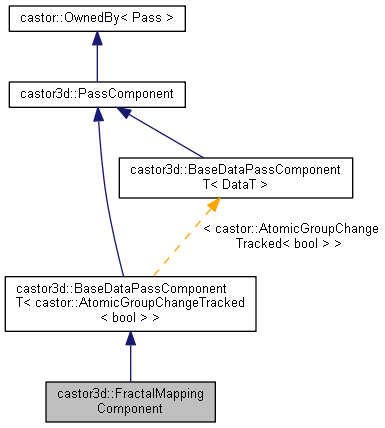 castor::OwnedBy< Pass >
castor3d::PassComponent
castor3d::BaseDataPassComponent
T< DataT >
< castor::AtomicGroupChange
Tracked< bool > >
castor3d::BaseDataPassComponent
T< castor::AtomicGroupChangeTracked
< bool > >
castor3d::FractalMapping
Component